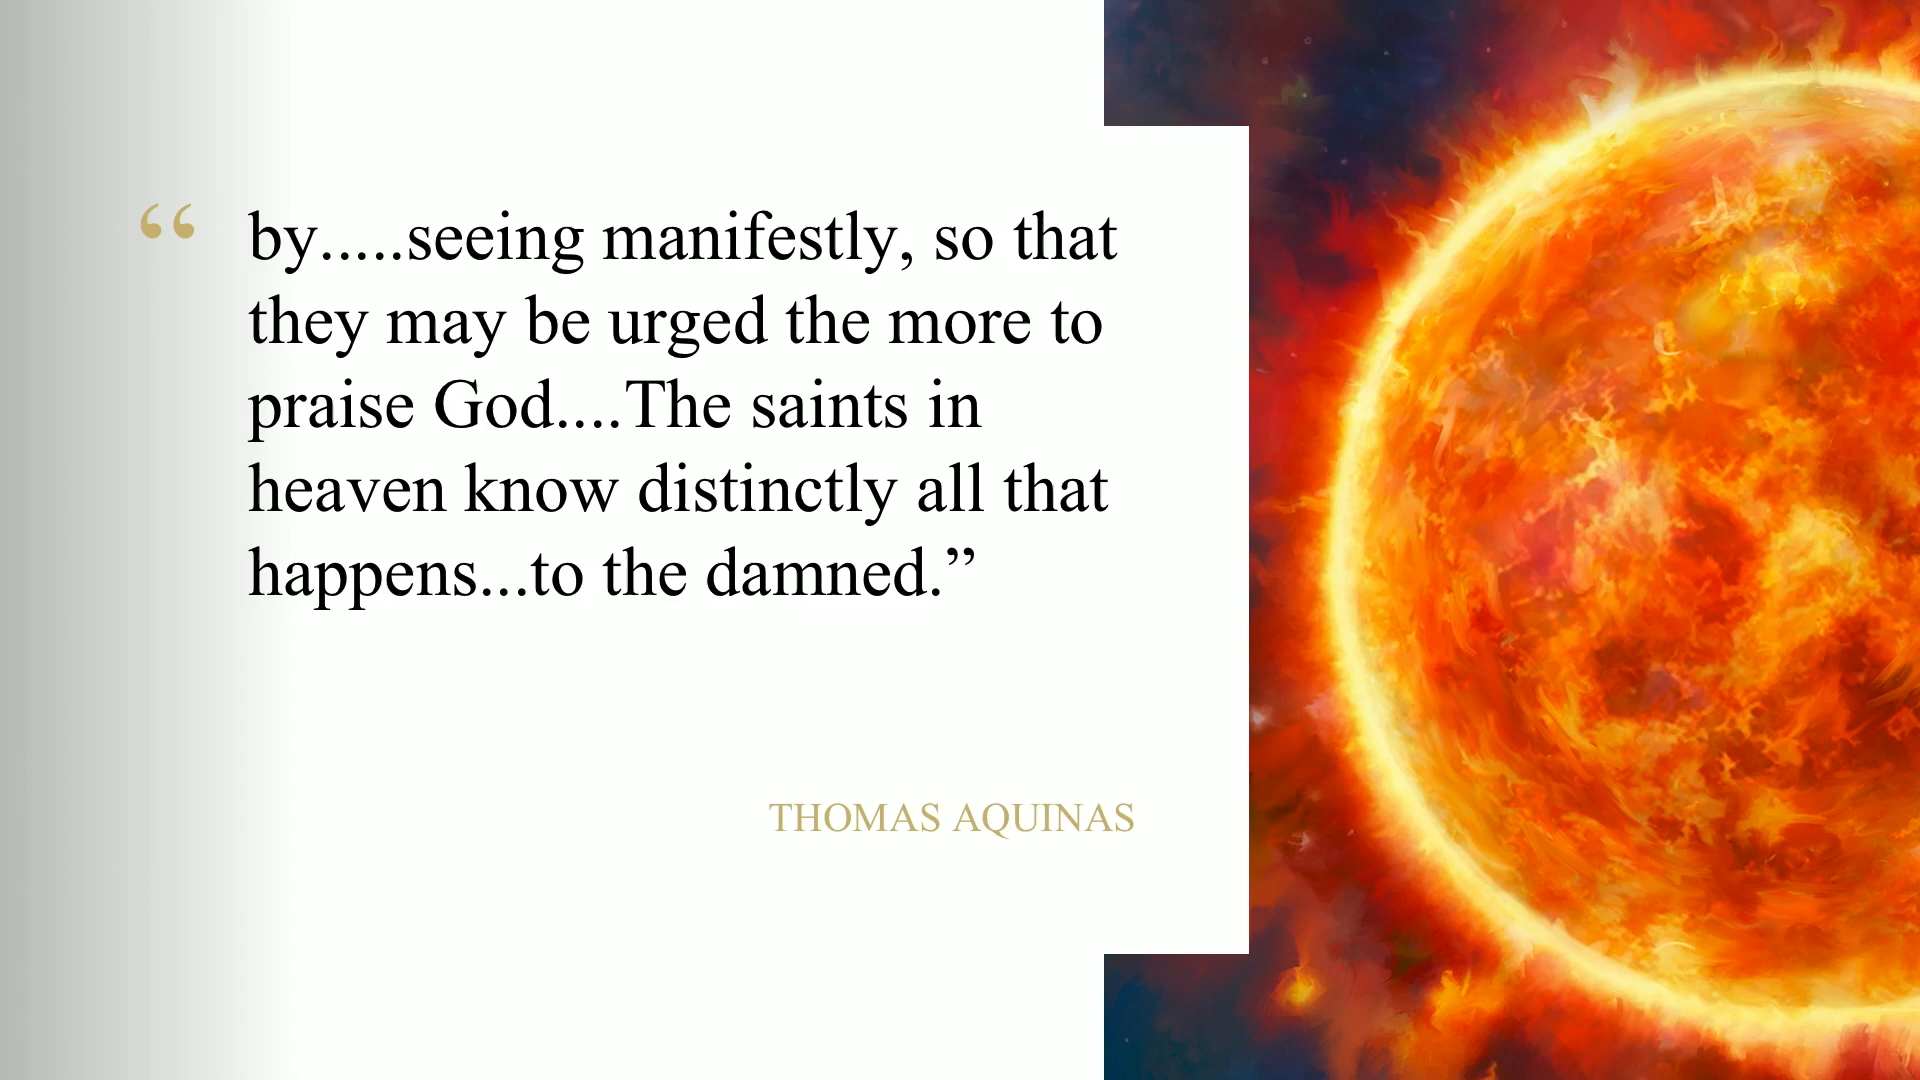 “ by.....seeing manifestly, so that
they may be urged the more to
praise God....The saints in
heaven know distinctly all that
happens...to the damned.”
THOMAS AQUINAS